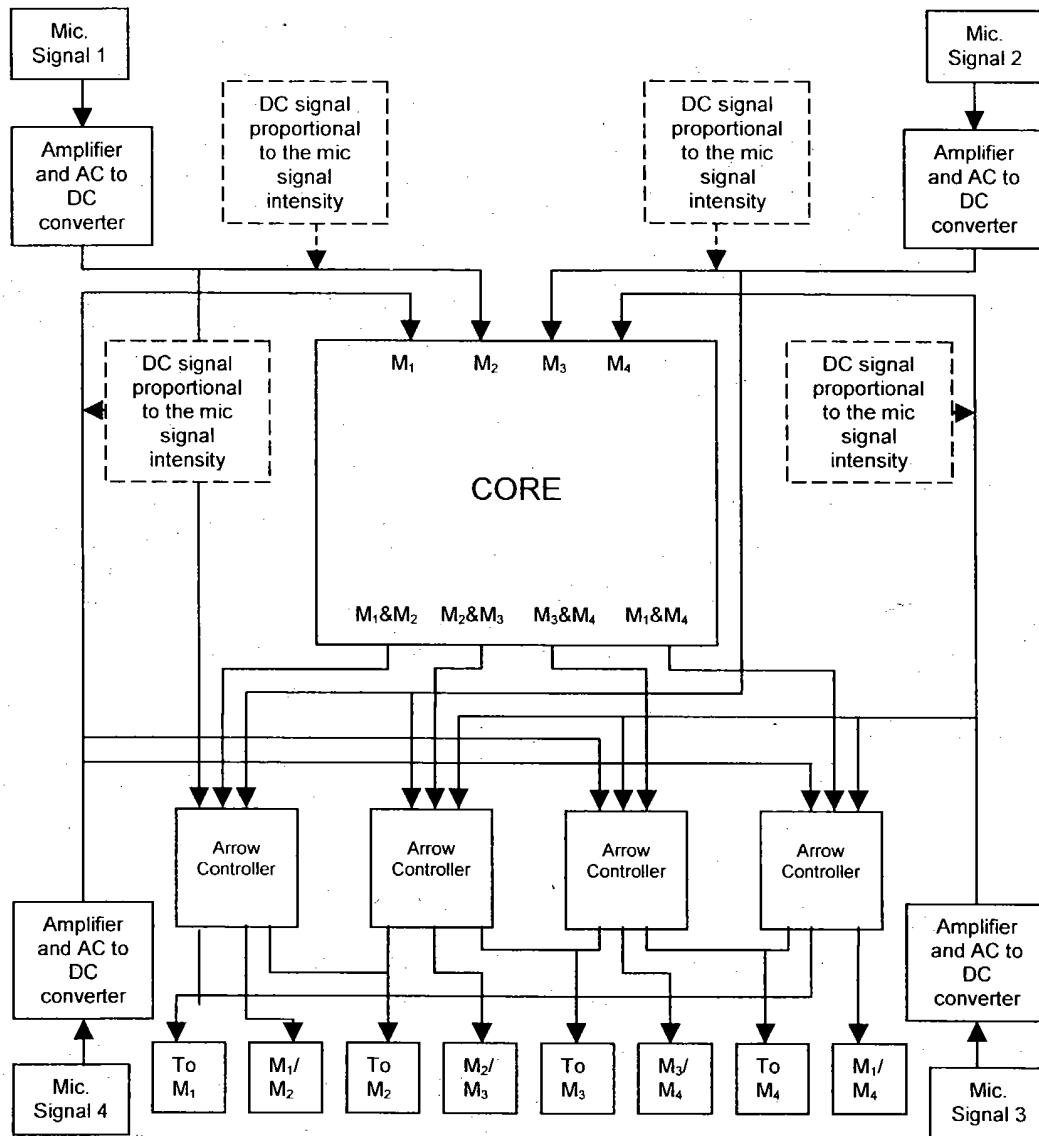 Mic.
Signal 1
Mic.
Signal 2
DC signal
proportional
to the mic
signal
intensity
DC signal
proportional
to the mic
signal
intensity
Amplifier
and AC to
DC
converter
Amplifier
and AC to
DC
converter
M₁ M₂ M₃ M₄
DC signal
proportional
to the mic
signal
intensity
DC signal
proportional
to the mic
signal
intensity
CORE
M₁&M₂ M₂&M₃ M₃&M₄ M₁&M₄
Arrow
Controller
Arrow
Controller
Arrow
Controller
Arrow
Controller
Amplifier
and AC to
DC
converter
Amplifier
and AC to
DC
converter
To
M₁
M₁/
M₂
To
M₂
M₂/
M₃
To
M₃
M₃/
M₄
To
M₄
M₁/
M₄
Mic.
Signal 4
Mic.
Signal 3